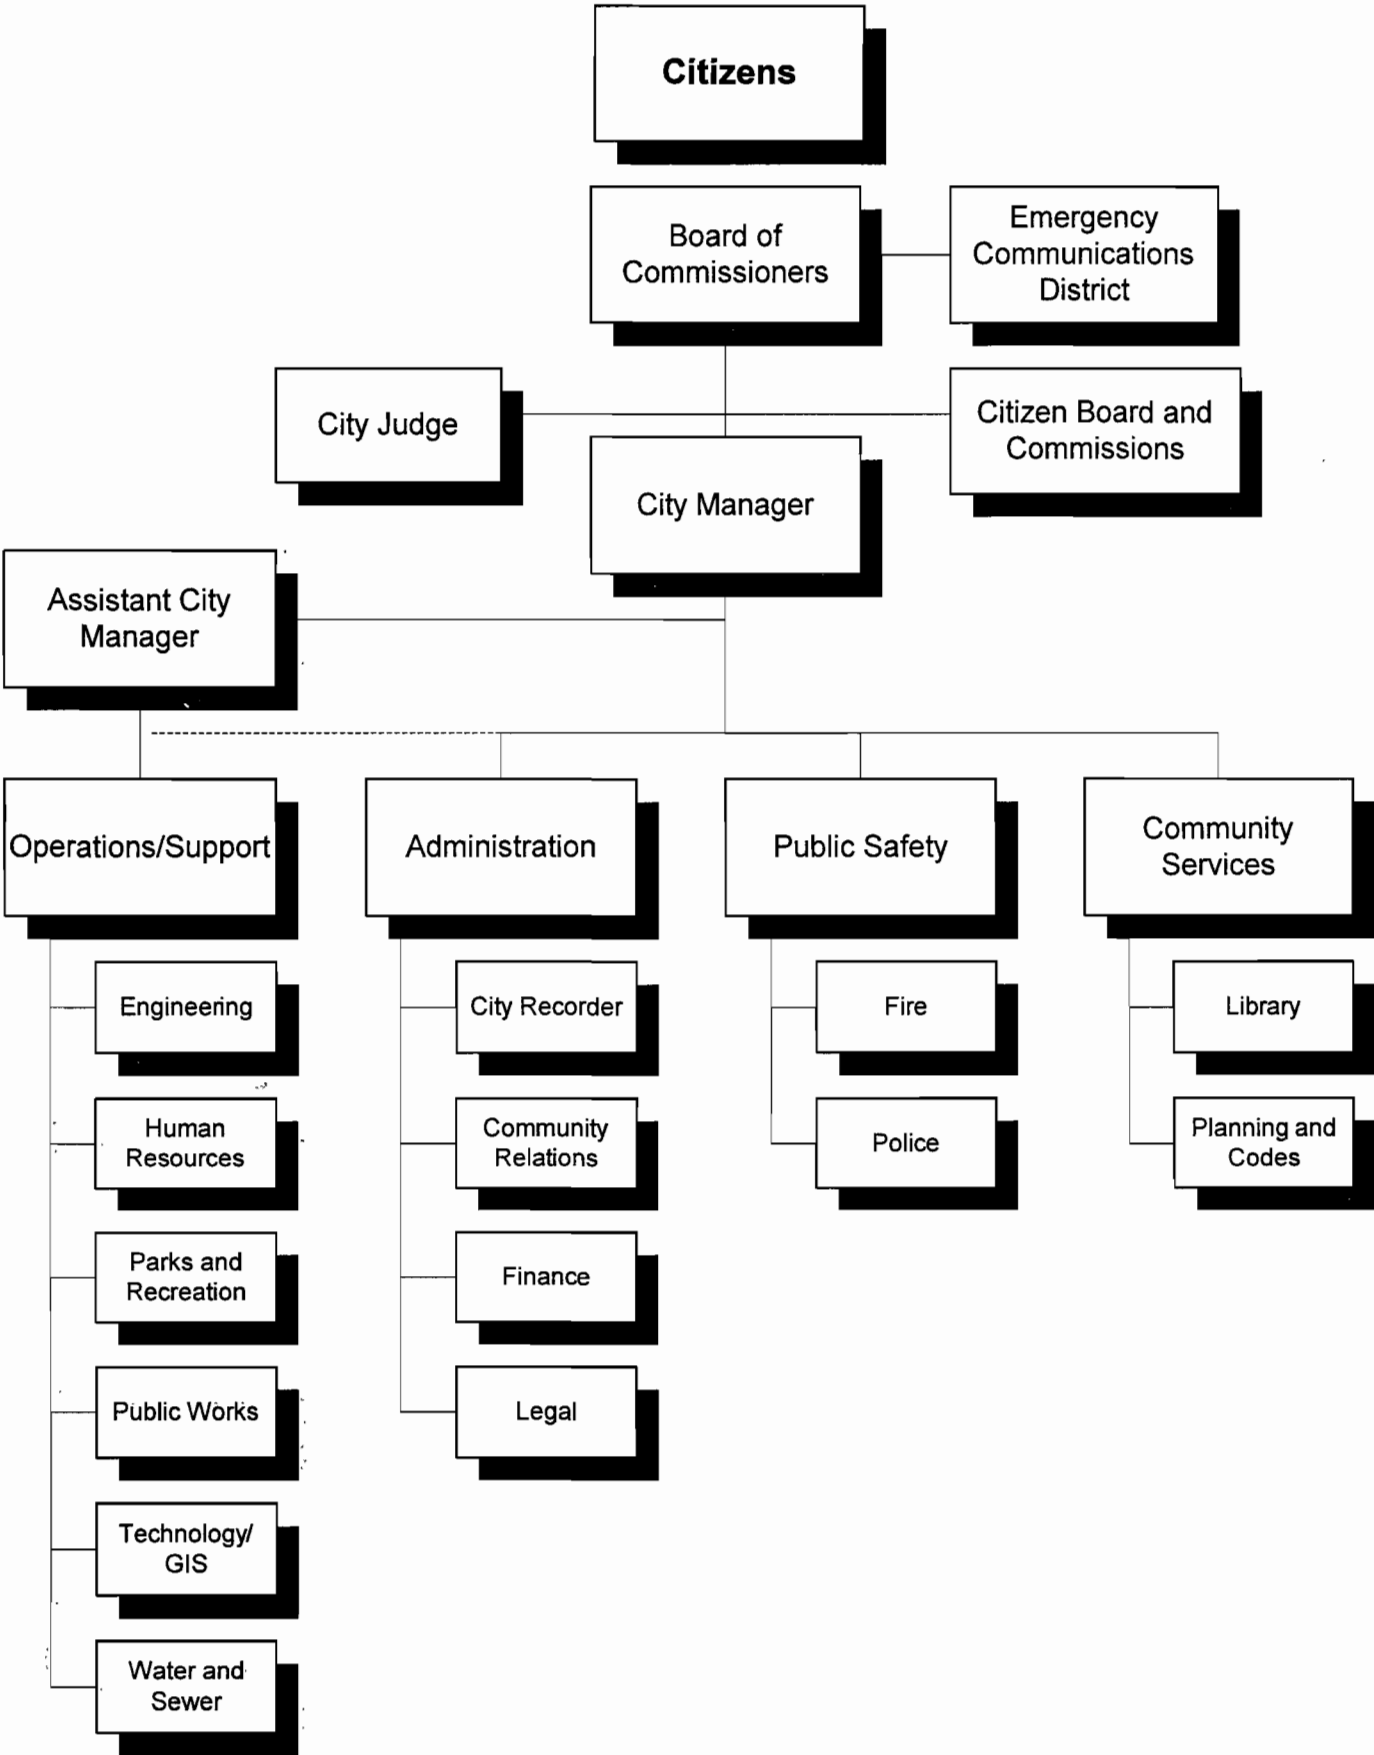 Citizens
Board of
Commissioners
Emergency
Communications
District
City Judge
Citizen Board and
Commissions
City Manager
Assistant City
Manager
Operations/Support
Administration
Public Safety
Community
Services
Engineering
City Recorder
Fire
Library
Human
Resources
Community
Relations
Police
Planning and
Codes
Parks and
Recreation
Finance
Public Works
Legal
Technology/
GIS
Water and
Sewer